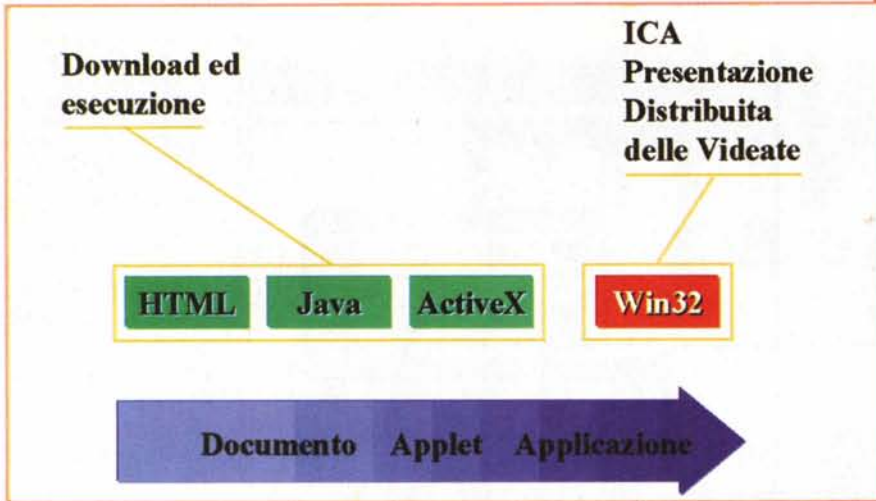 Download ed
esecuzione
ICA
Presentazione
Distribuita
delle Videate
HTML Java ActiveX Win32
Documento Applet Applicazione